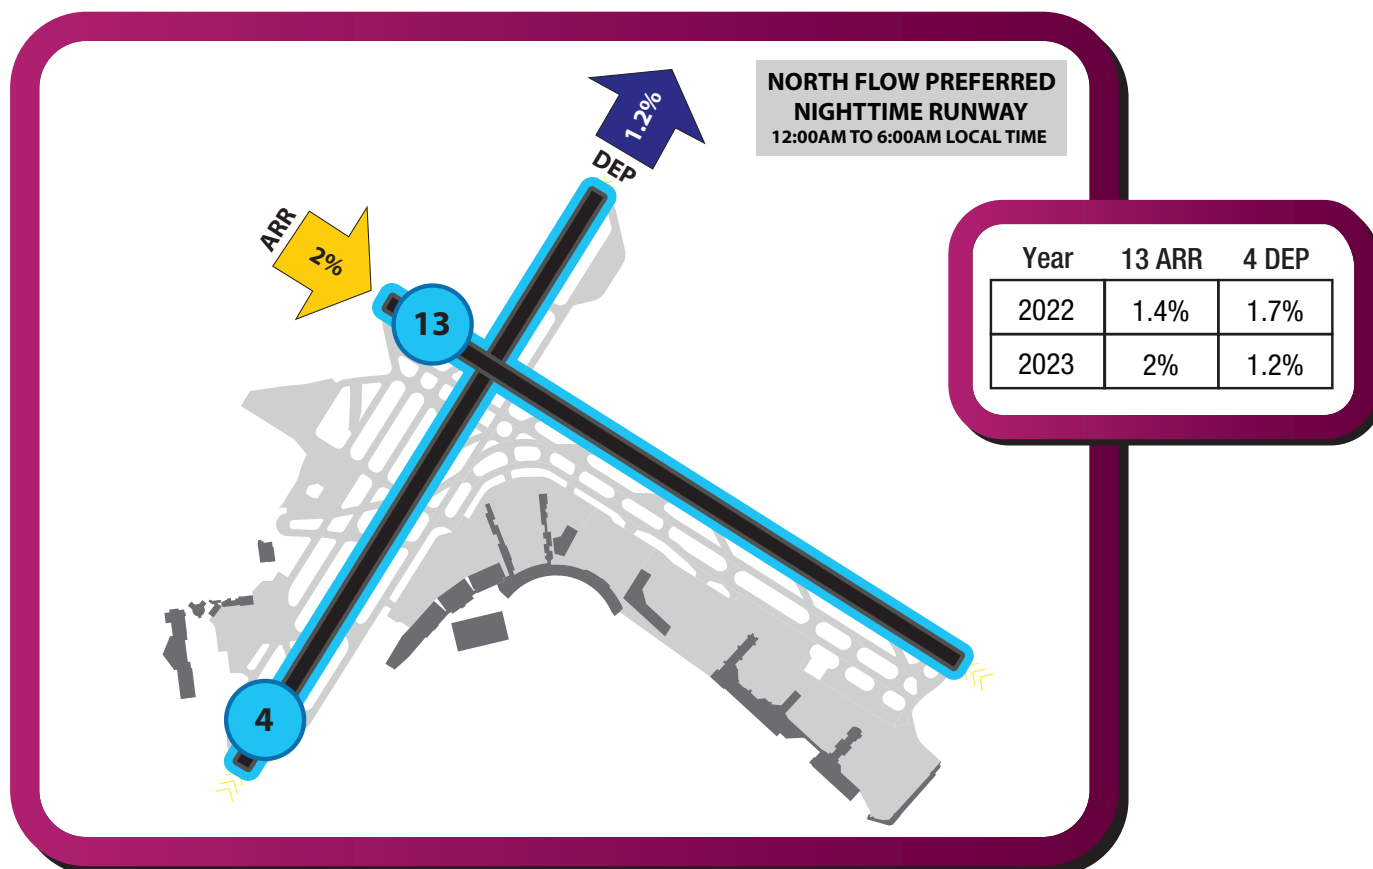 NORTH FLOW PREFERRED
NIGHTTIME RUNWAY
12:00AM TO 6:00AM LOCAL TIME
1.2%
DEP
ARR
2%
13
4
Year 13 ARR 4 DEP
2022 1.4% 1.7%
2023 2% 1.2%